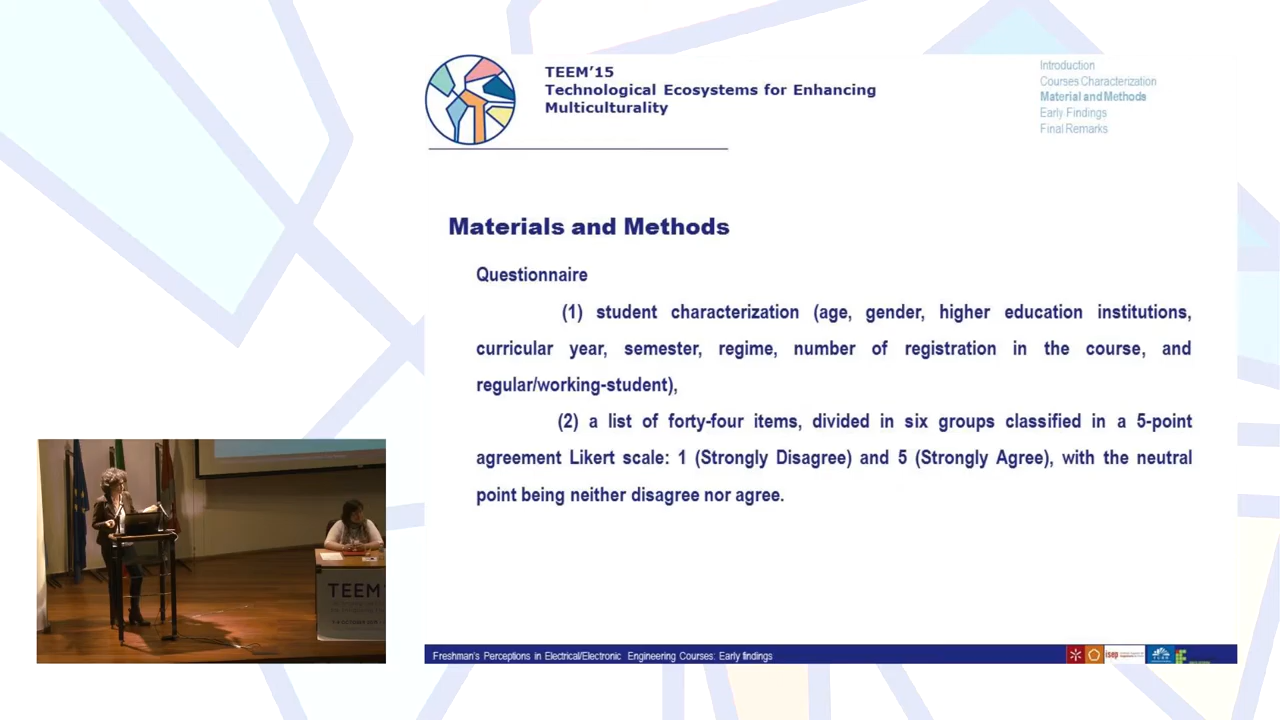 TEEM’15
Technological Ecosystems for Enhancing
Multiculturality
Introduction
Courses Characterization
Material and Methods
Early Findings
Final Remarks
Materials and Methods
Questionnaire
(1) student characterization (age, gender, higher education institutions,
curricular year, semester, regime, number of registration in the course, and
regular/working-student),
(2) a list of forty-four items, divided in six groups classified in a 5-point
agreement Likert scale: 1 (Strongly Disagree) and 5 (Strongly Agree), with the neutral
point being neither disagree nor agree.
TEEM
Freshman's Perceptions in Electrical/Electronic Engineering Courses: Early findings
isep